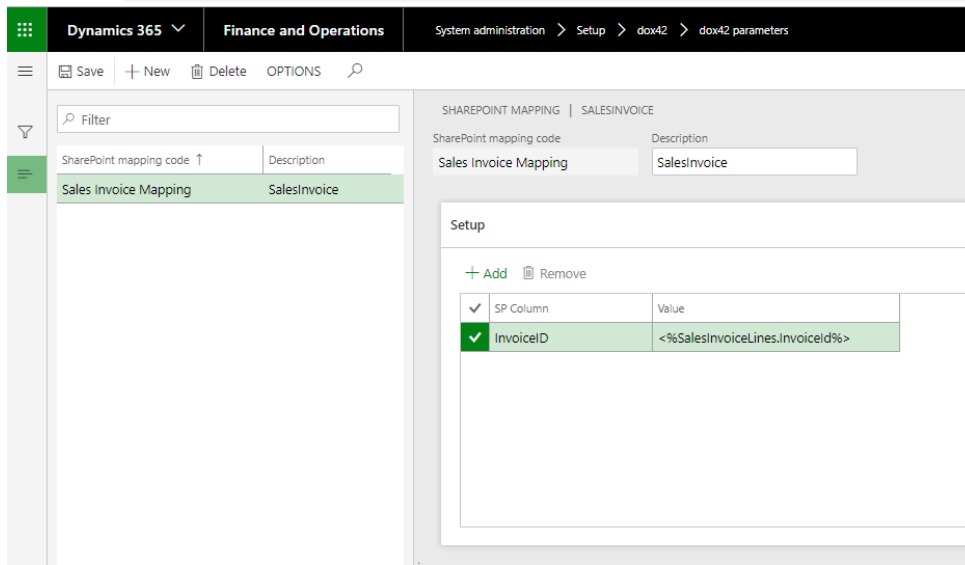 Dynamics 365 Finance and Operations System administration > Setup > dox42 > dox42 parameters
Save + New Delete OPTIONS
Filter
SharePoint mapping code ↑ Description
Sales Invoice Mapping SalesInvoice
SHAREPOINT MAPPING | SALESINVOICE
SharePoint mapping code Description
Sales Invoice Mapping SalesInvoice
Setup
+ Add Remove
SP Column Value
InvoiceID <%SalesInvoiceLines.InvoiceId%>